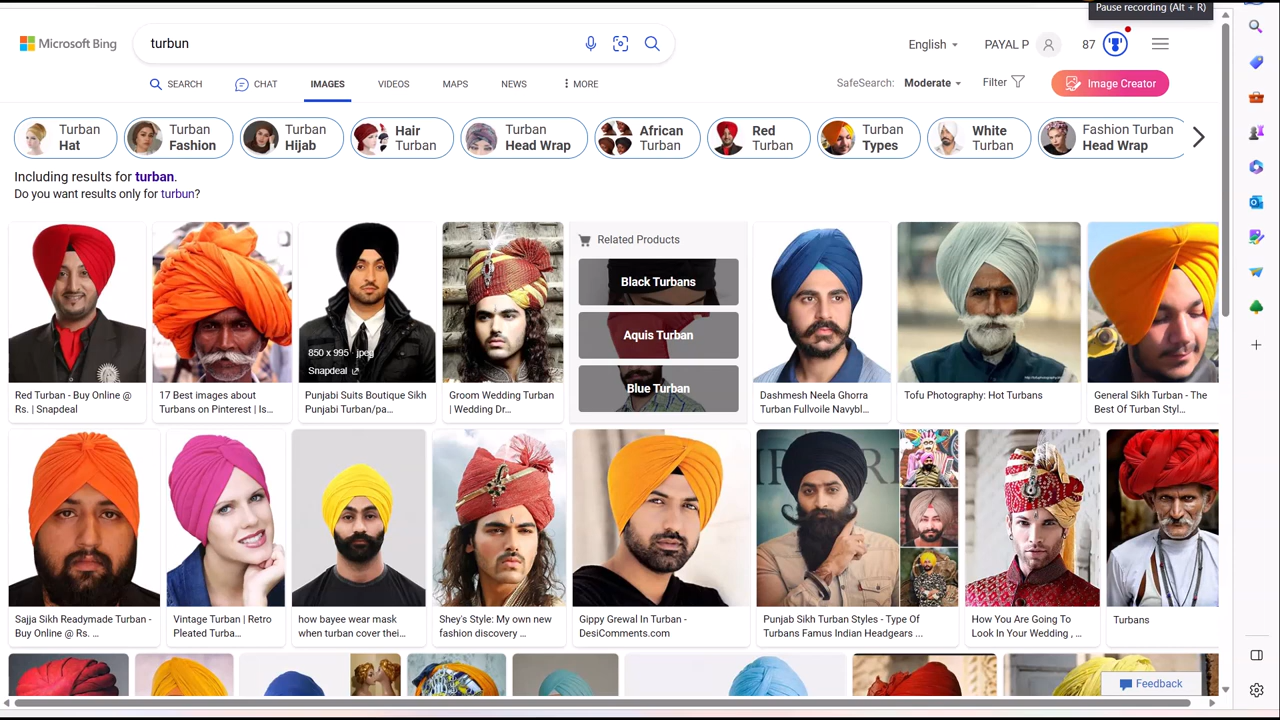 Pause recording (Alt + R)
Microsoft Bing
turbun
English
PAYAL P
87
SEARCH
CHAT
IMAGES
VIDEOS
MAPS
NEWS
MORE
SafeSearch: Moderate
Filter
Image Creator
Turban Hat
Turban Fashion
Turban Hijab
Hair Turban
Turban Head Wrap
African Turban
Red Turban
Turban Types
White Turban
Fashion Turban Head Wrap
Including results for turban.
Do you want results only for turbun?
850 x 995 · jpeg
Snapdeal
Related Products
Black Turbans
Aquis Turban
Blue Turban
Red Turban - Buy Online @
Rs. | Snapdeal
17 Best images about
Turbans on Pinterest | Is...
Punjabi Suits Boutique Sikh
Punjabi Turban/pa...
Groom Wedding Turban
| Wedding Dr...
Dashmesh Neela Ghorra
Turban Fullvoile Navybl...
Tofu Photography: Hot Turbans
General Sikh Turban - The
Best Of Turban Styl...
Sajja Sikh Readymade Turban -
Buy Online @ Rs. ...
Vintage Turban | Retro
Pleated Turba...
how bayee wear mask
when turban cover thei...
Shey's Style: My own new
fashion discovery ...
Gippy Grewal In Turban -
DesiComments.com
Punjab Sikh Turban Styles - Type Of
Turbans Famus Indian Headgears ...
How You Are Going To
Look In Your Wedding , ...
Turbans
Feedback